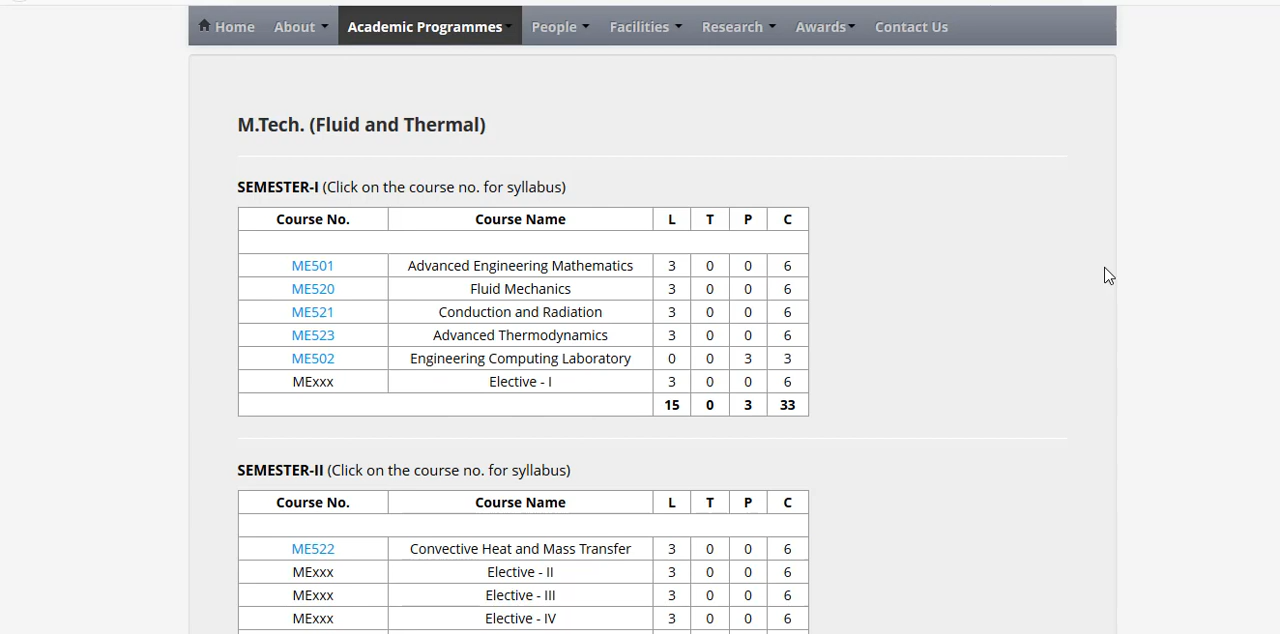 Home About Academic Programmes People Facilities Research Awards Contact Us
M.Tech. (Fluid and Thermal)
SEMESTER-I (Click on the course no. for syllabus)
Course No. Course Name L T P C
ME501 Advanced Engineering Mathematics 3 0 0 6
ME520 Fluid Mechanics 3 0 0 6
ME521 Conduction and Radiation 3 0 0 6
ME523 Advanced Thermodynamics 3 0 0 6
ME502 Engineering Computing Laboratory 0 0 3 3
MExxx Elective - I 3 0 0 6
15 0 3 33
SEMESTER-II (Click on the course no. for syllabus)
Course No. Course Name L T P C
ME522 Convective Heat and Mass Transfer 3 0 0 6
MExxx Elective - II 3 0 0 6
MExxx Elective - III 3 0 0 6
MExxx Elective - IV 3 0 0 6